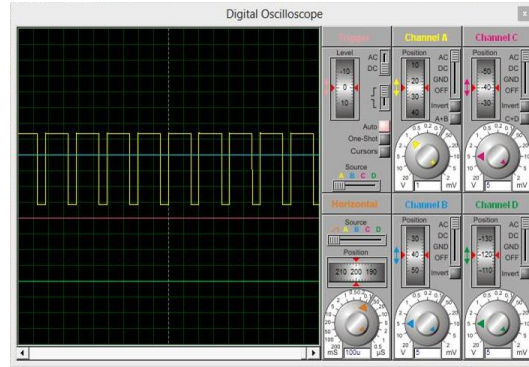 Digital Oscilloscope
x
Trigger
Level
AC
DC
-10
0
10
Auto
One-Shot
Cursors
Source
A B C D
Channel A
Position
AC
DC
GND
OFF
Invert
A+B
10
20
30
40
V 1 mV
Channel C
Position
AC
DC
GND
OFF
Invert
C+D
-50
-40
-30
V 5 mV
Horizontal
Source
A B C D
Position
210 200 190
mS 100u µS
Channel B
Position
AC
DC
GND
OFF
Invert
30
40
50
V 5 mV
Channel D
Position
AC
DC
GND
OFF
Invert
-130
-120
-110
V 5 mV